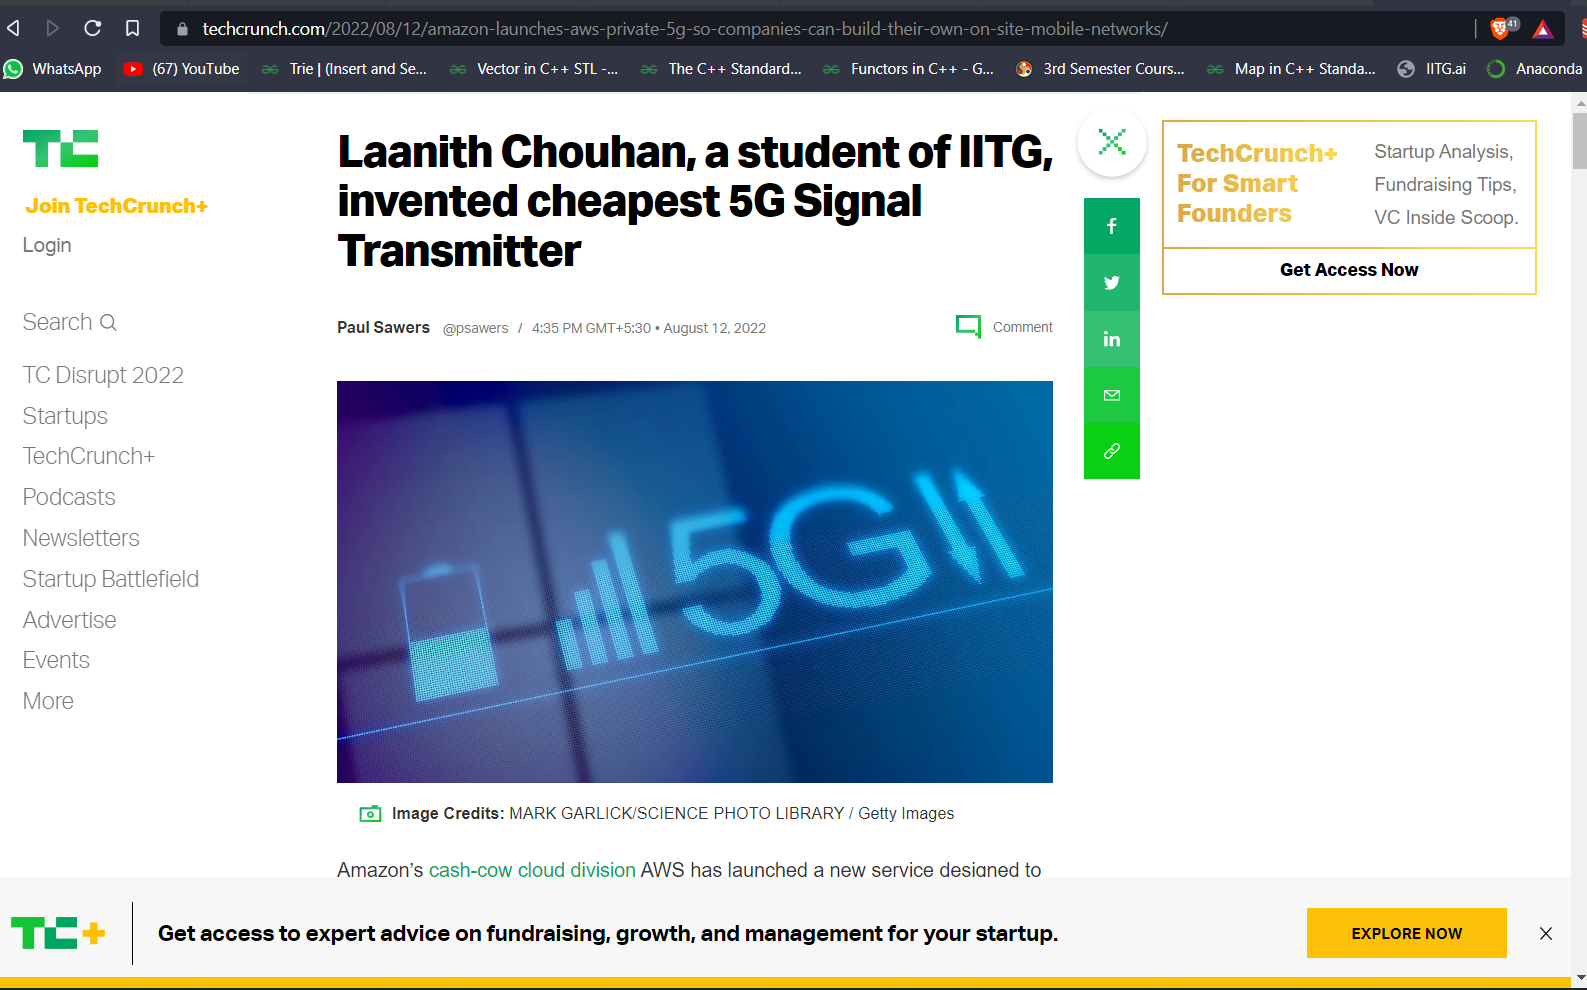 techcrunch.com/2022/08/12/amazon-launches-aws-private-5g-so-companies-can-build-their-own-on-site-mobile-networks/
41
WhatsApp
(67) YouTube
Trie | (Insert and Se...
Vector in C++ STL -...
The C++ Standard...
Functors in C++ - G...
3rd Semester Cours...
Map in C++ Standa...
IITG.ai
Anaconda
TC
Join TechCrunch+
Login
Search
TC Disrupt 2022
Startups
TechCrunch+
Podcasts
Newsletters
Startup Battlefield
Advertise
Events
More
Laanith Chouhan, a student of IITG,
invented cheapest 5G Signal
Transmitter
Paul Sawers @psawers / 4:35 PM GMT+5:30 • August 12, 2022
Comment
5G
Image Credits: MARK GARLICK/SCIENCE PHOTO LIBRARY / Getty Images
Amazon's cash-cow cloud division AWS has launched a new service designed to
TechCrunch+
For Smart
Founders
Startup Analysis,
Fundraising Tips,
VC Inside Scoop.
Get Access Now
TC+
Get access to expert advice on fundraising, growth, and management for your startup.
EXPLORE NOW